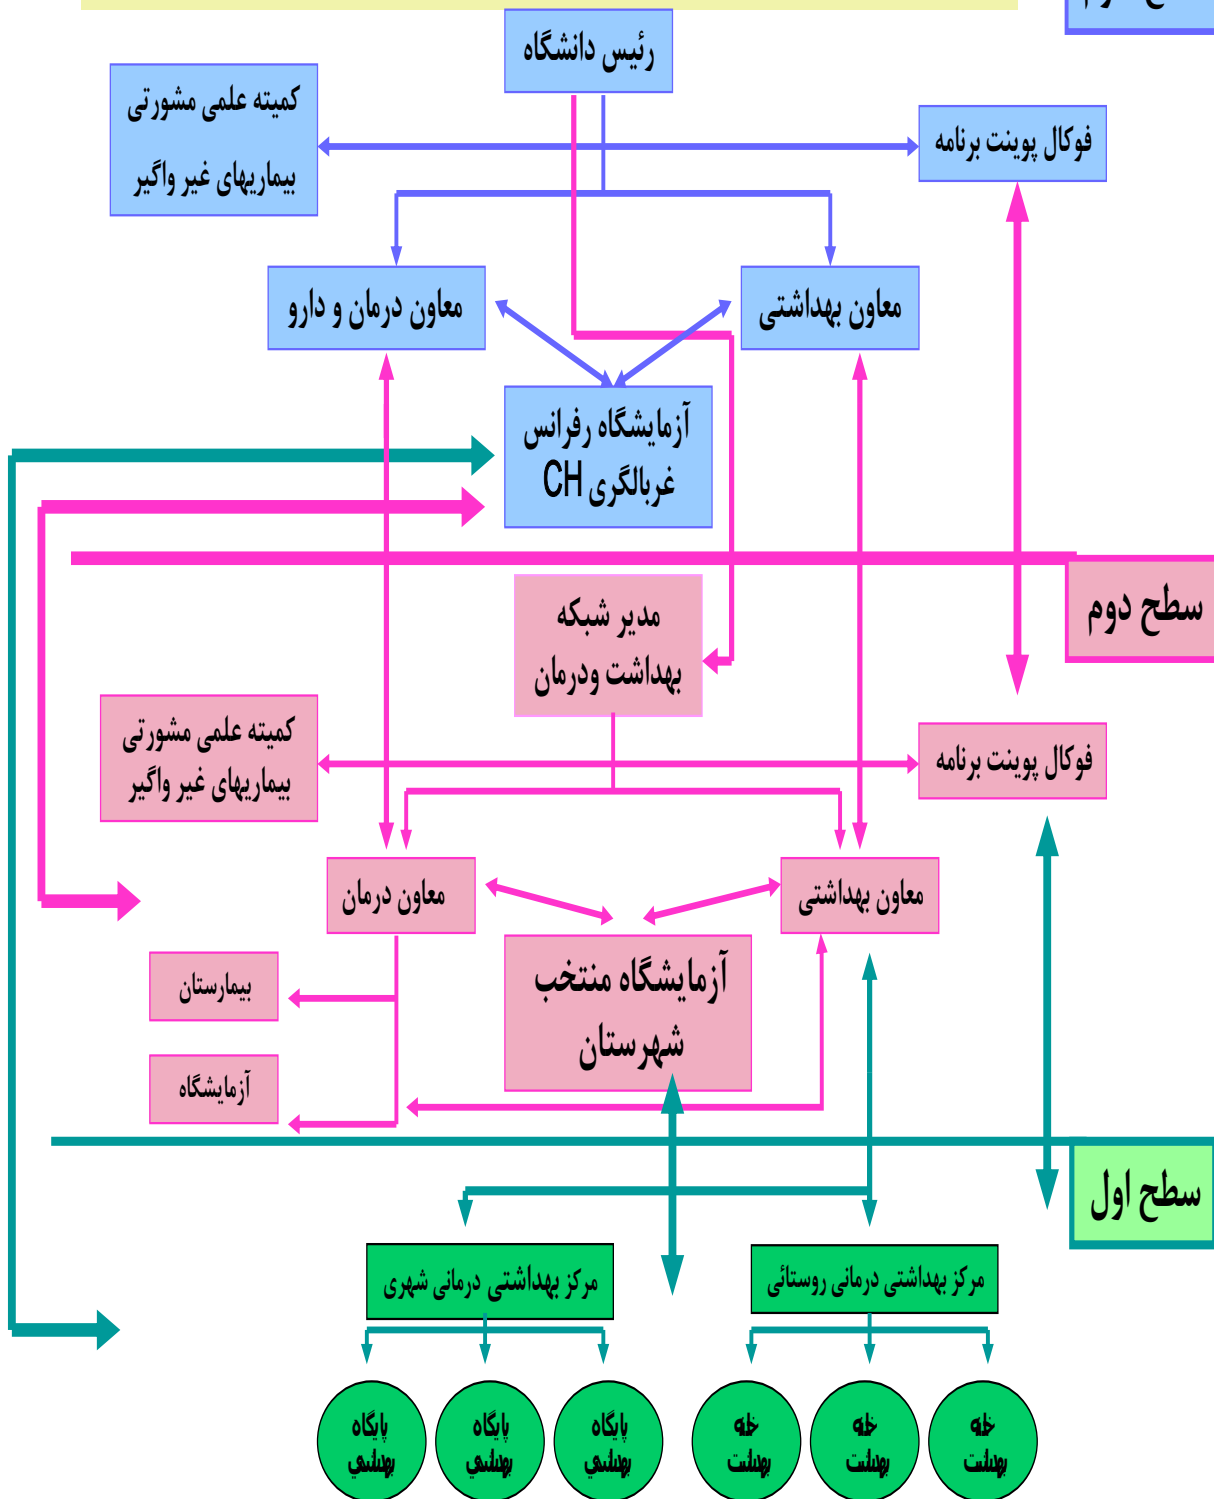 رئیس دانشگاه
کمیته علمی مشورتی
بیماریهای غیر واگیر
فوکال پوینت برنامه
معاون درمان و دارو
معاون بهداشتی
آزمایشگاه رفرانس
غربالگری CH
سطح دوم
مدیر شبکه
بهداشت ودرمان
کمیته علمی مشورتی
بیماریهای غیر واگیر
فوکال پوینت برنامه
معاون درمان
معاون بهداشتی
آزمایشگاه منتخب
شهرستان
بیمارستان
آزمایشگاه
سطح اول
مرکز بهداشتی درمانی روستائی
مرکز بهداشتی درمانی شهری
خانه
بهداشت
خانه
بهداشت
خانه
بهداشت
پایگاه
بهداشتي
پایگاه
بهداشتي
پایگاه
بهداشتي